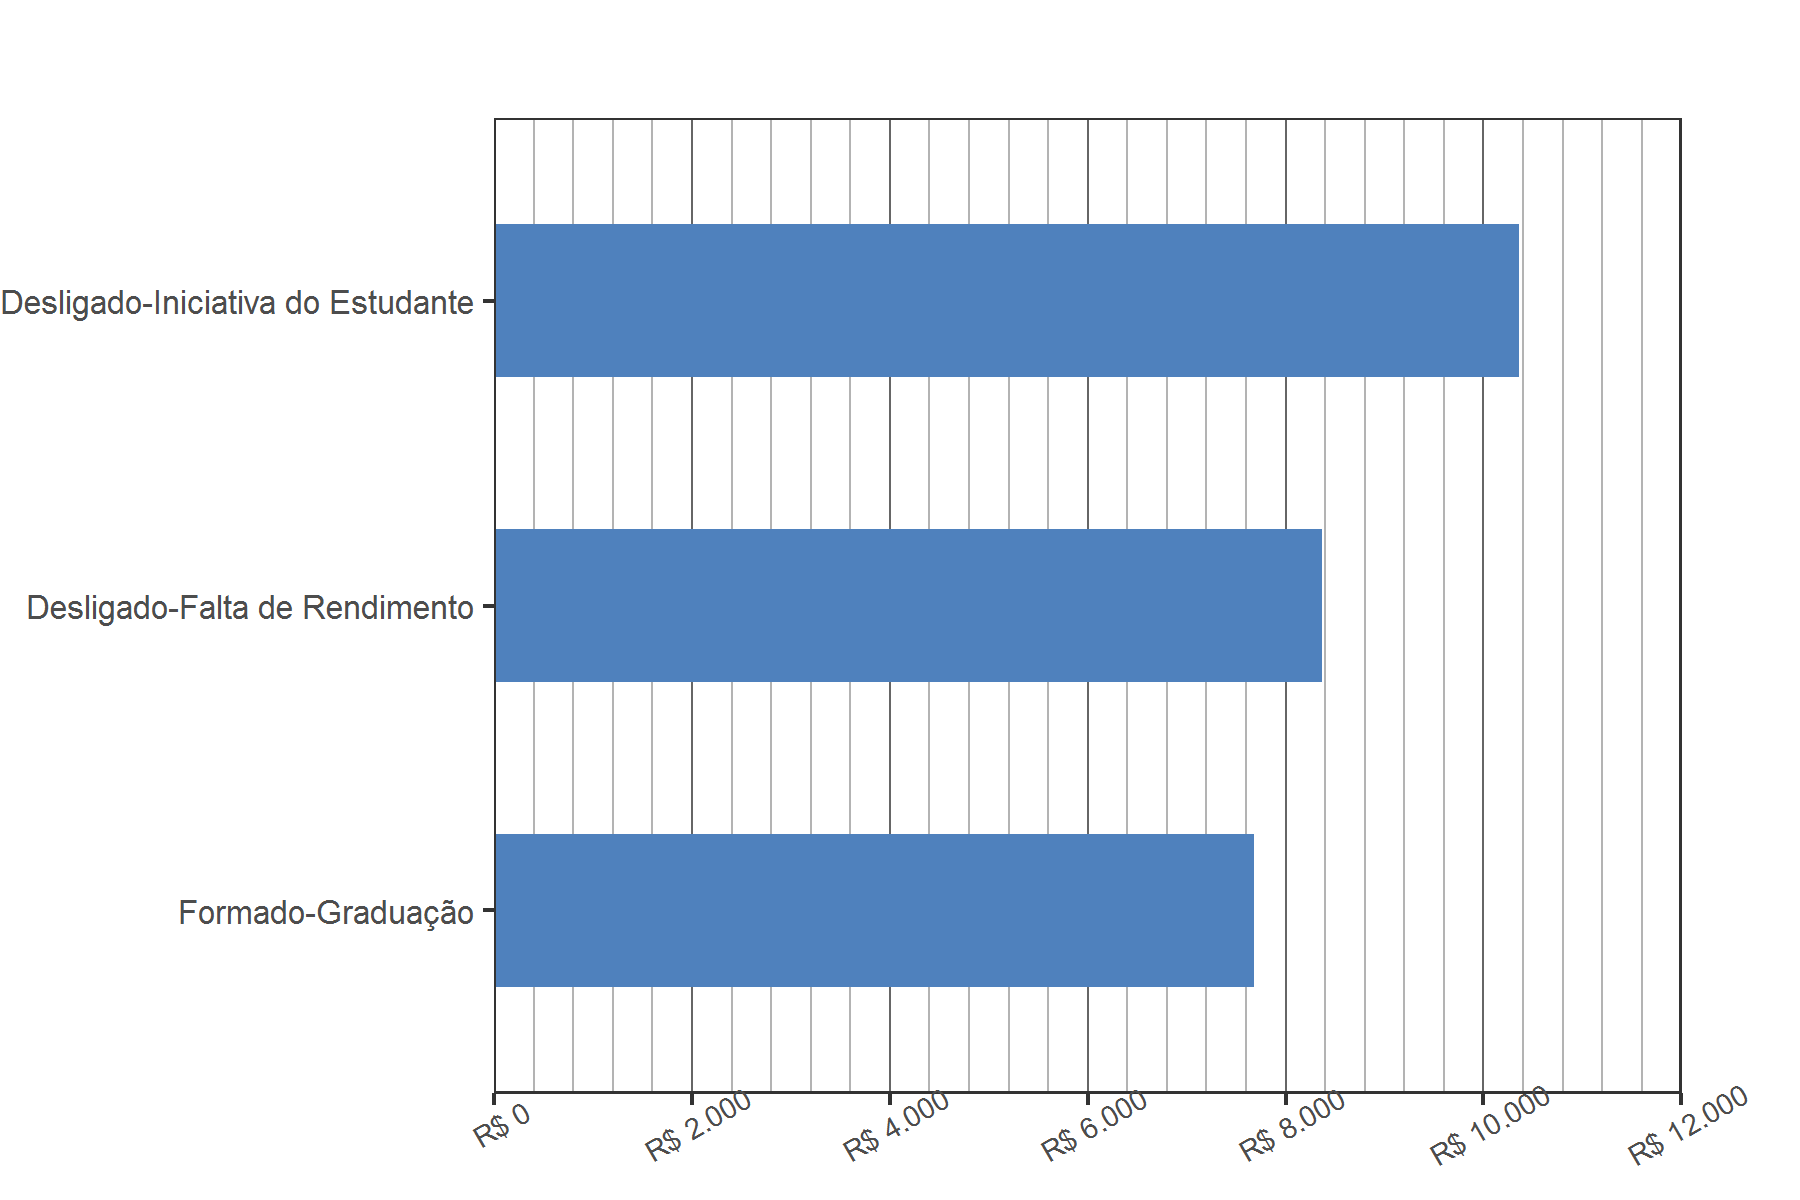 Desligado-Iniciativa do Estudante
Desligado-Falta de Rendimento
Formado-Graduação
R$ 0
R$ 2.000
R$ 4.000
R$ 6.000
R$ 8.000
R$ 10.000
R$ 12.000